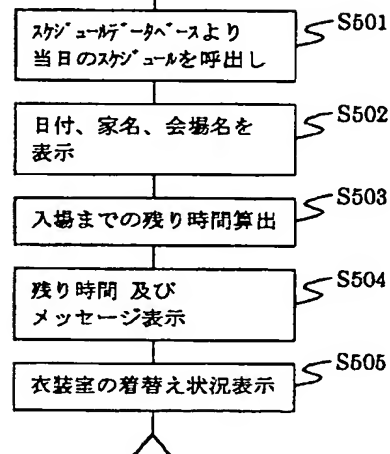 スケジュールデータベースより
当日のスケジュールを呼出し
S501
日付、家名、会場名を
表示
S502
入場までの残り時間算出
S503
残り時間 及び
メッセージ表示
S504
衣装室の着替え状況表示
S505